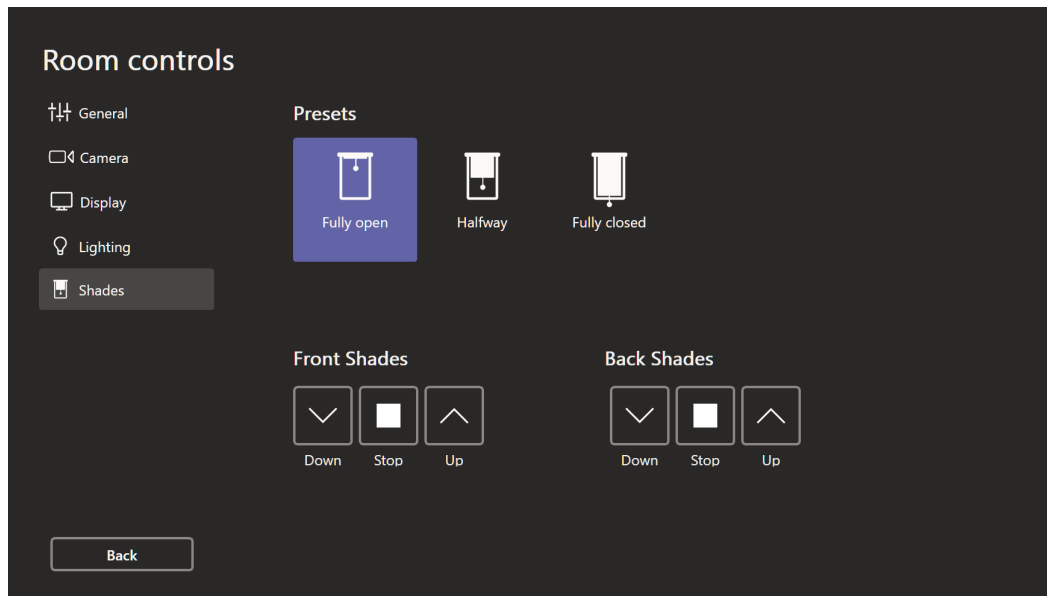 Room controls
General
Camera
Display
Lighting
Shades
Presets
Fully open
Halfway
Fully closed
Front Shades
Down
Stop
Up
Back Shades
Down
Stop
Up
Back